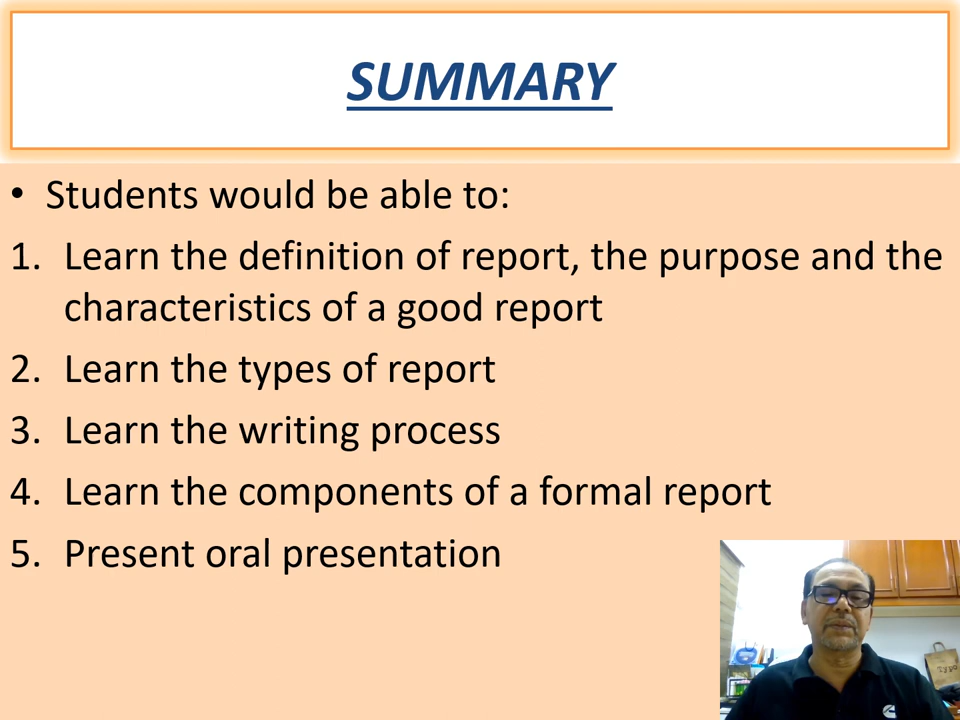 SUMMARY
• Students would be able to:
1. Learn the definition of report, the purpose and the
characteristics of a good report
2. Learn the types of report
3. Learn the writing process
4. Learn the components of a formal report
5. Present oral presentation